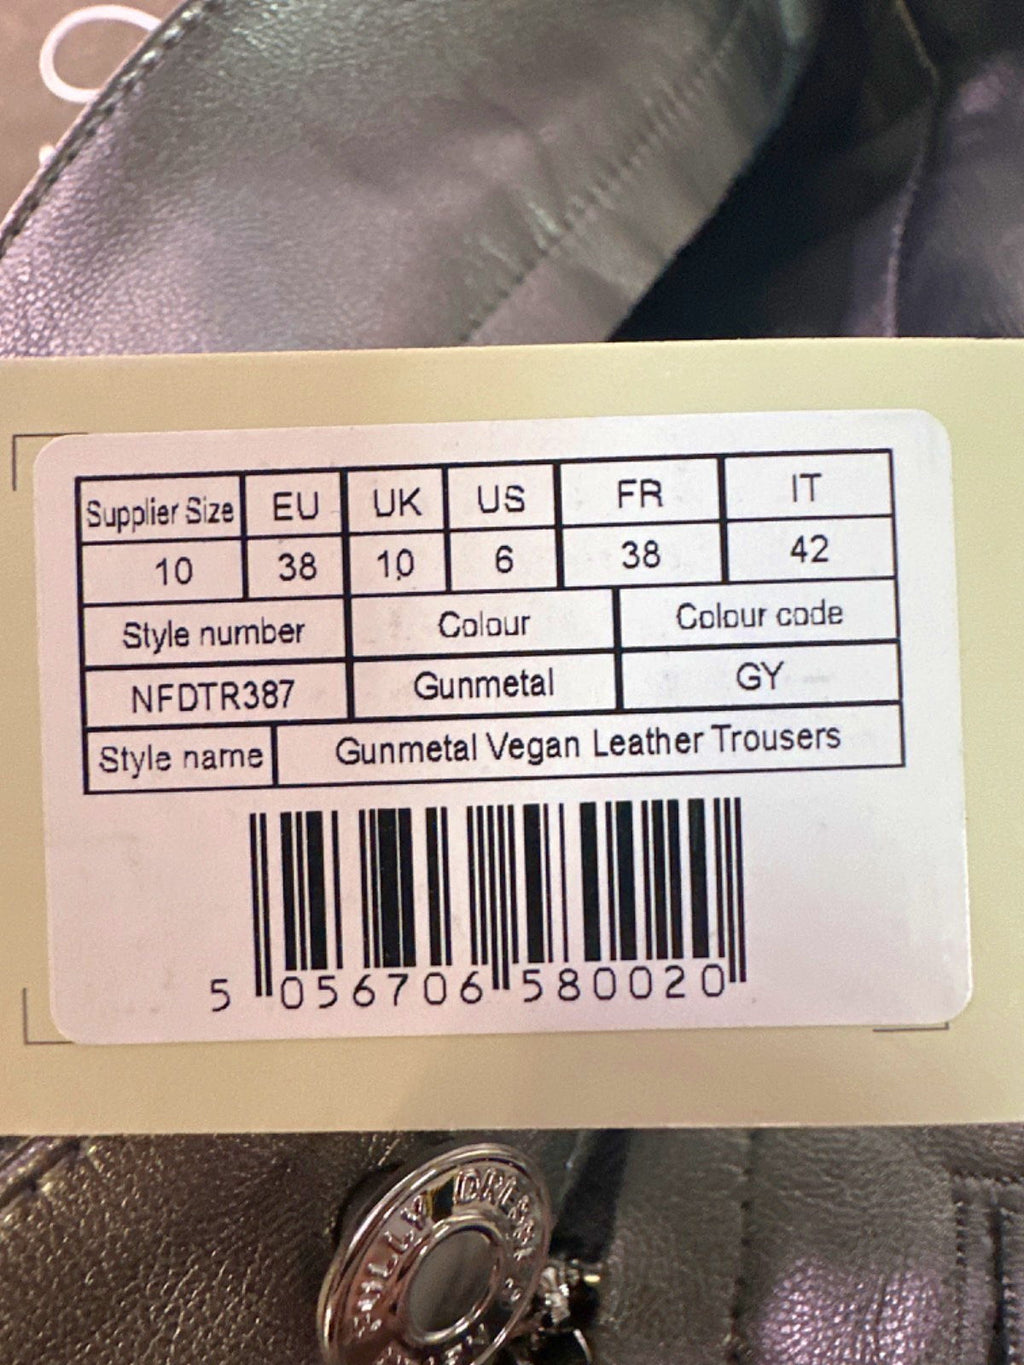 Supplier Size EU UK US FR IT
10 38 10 6 38 42
Style number Colour Colour code
NFDTR387 Gunmetal GY
Style name Gunmetal Vegan Leather Trousers
5 056706 580020